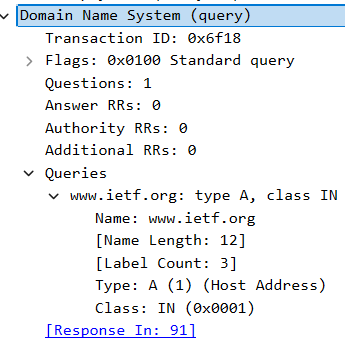 Domain Name System (query)
Transaction ID: 0x6f18
Flags: 0x0100 Standard query
Questions: 1
Answer RRs: 0
Authority RRs: 0
Additional RRs: 0
Queries
www.ietf.org: type A, class IN
Name: www.ietf.org
[Name Length: 12]
[Label Count: 3]
Type: A (1) (Host Address)
Class: IN (0x0001)
[Response In: 91]